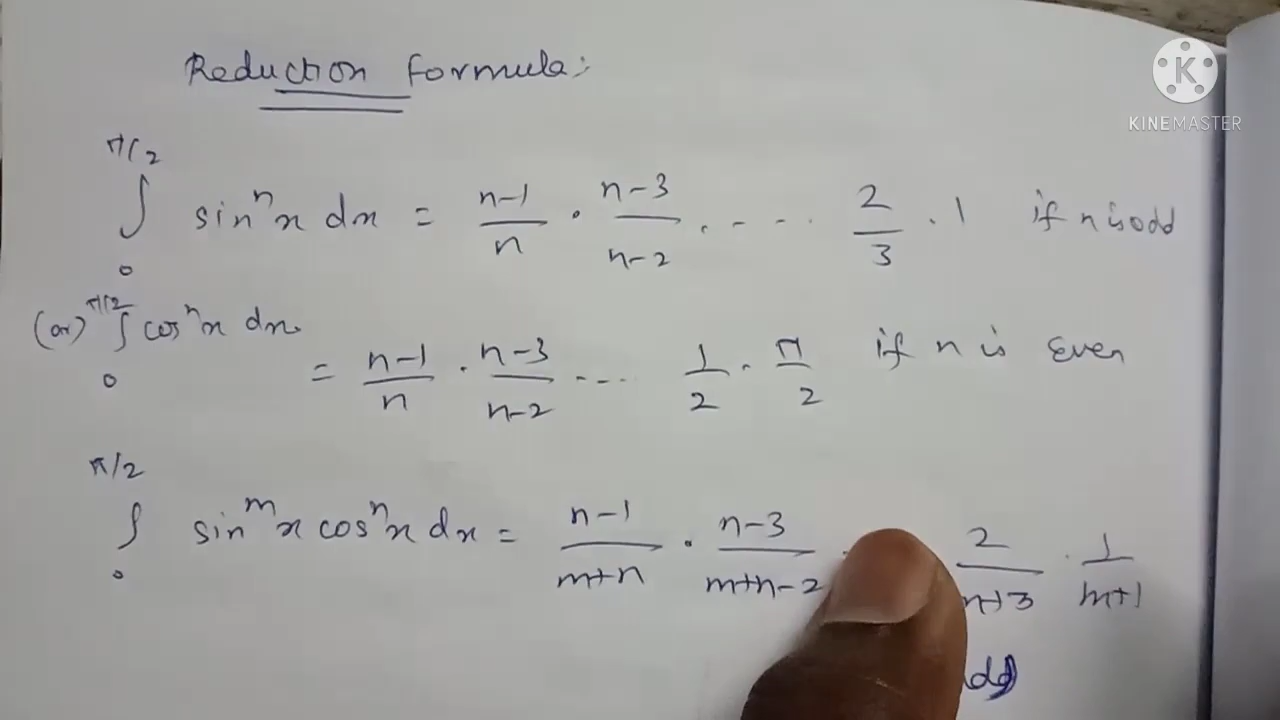 Reduction formula:
KINEMASTER
π/2
∫ sinⁿx dx = n-1/n · n-3/n-2 . - - - . 2/3 . 1 if n is odd
0
(or) π/2 ∫ 0 cosⁿx dx.
= n-1/n · n-3/n-2 - - - 1/2 · π/2 if n is Even
π/2
∫ sinᵐx cosⁿx dx = n-1/m+n · n-3/m+n-2 2/+3 · 1/m+1
0